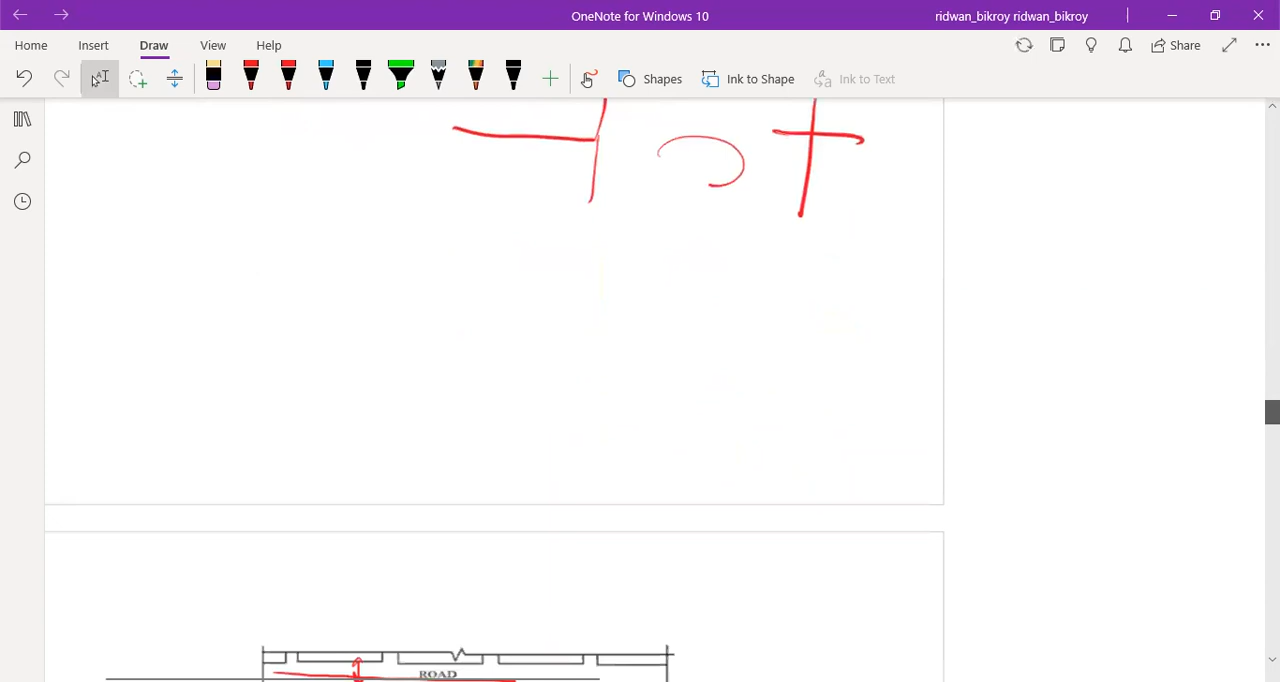 OneNote for Windows 10
ridwan_bikroy ridwan_bikroy
Home Insert Draw View Help
Share
Shapes
Ink to Shape
Ink to Text
ROAD